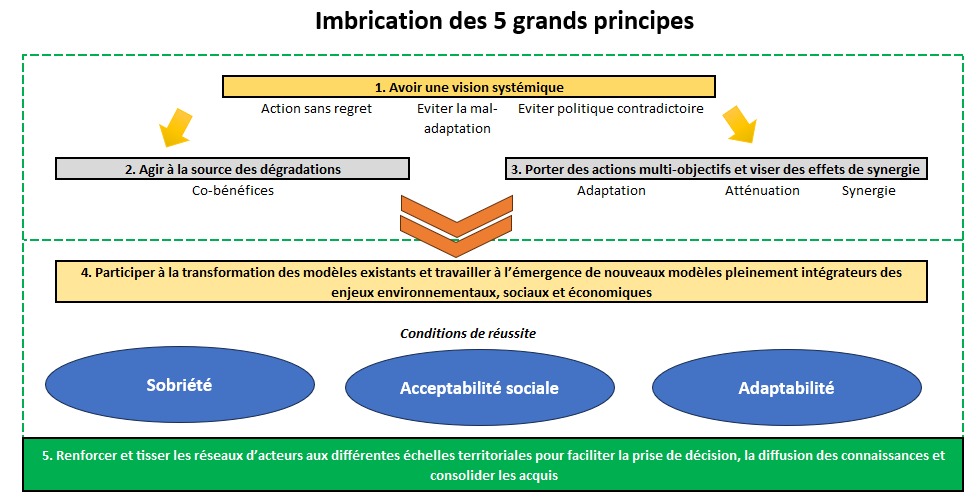 Imbrication des 5 grands principes
1. Avoir une vision systémique
Action sans regret
Eviter la mal-
adaptation
Eviter politique contradictoire
2. Agir à la source des dégradations
Co-bénéfices
3. Porter des actions multi-objectifs et viser des effets de synergie
Adaptation
Atténuation
Synergie
4. Participer à la transformation des modèles existants et travailler à l'émergence de nouveaux modèles pleinement intégrateurs des
enjeux environnementaux, sociaux et économiques
Conditions de réussite
Sobriété
Acceptabilité sociale
Adaptabilité
5. Renforcer et tisser les réseaux d'acteurs aux différentes échelles territoriales pour faciliter la prise de décision, la diffusion des connaissances et
consolider les acquis